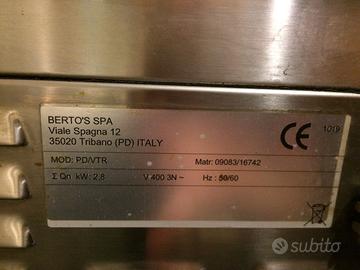 BERTO'S SPA
Viale Spagna 12
35020 Tribano (PD) ITALY
CE
1019
MOD: PD/VTR Matr: 09083/16742
Σ Qn kW: 2,8 V 400 3N~ Hz: 50/60
subito